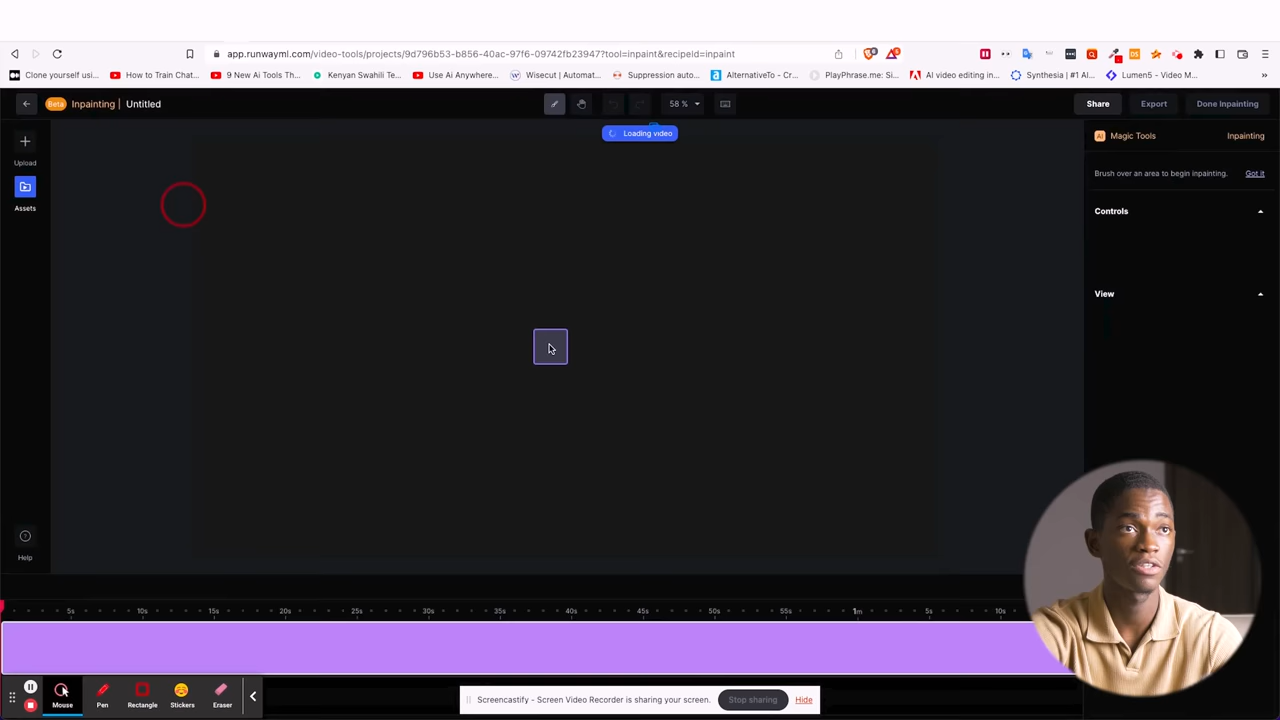 app.runwayml.com/video-tools/projects/9d796b53-b856-40ac-97f6-09742fb23947?tool=inpaint&recipeId=inpaint
Clone yourself usi... How to Train Chat... 9 New Ai Tools Th... Kenyan Swahili Te... Use Ai Anywhere... Wisecut | Automat... Suppression auto... AlternativeTo - Cr... PlayPhrase.me: Si... AI video editing in... Synthesia | #1 AI... Lumen5 - Video M...
Beta Inpainting | Untitled 58 % Share Export Done Inpainting
Loading video
Magic Tools Inpainting
Upload
Brush over an area to begin inpainting. Got it
Assets
Controls
View
Help
5s 10s 15s 20s 25s 30s 35s 40s 45s 50s 55s 1m 5s 10s
Mouse Pen Rectangle Stickers Eraser
Screencastify - Screen Video Recorder is sharing your screen. Stop sharing Hide